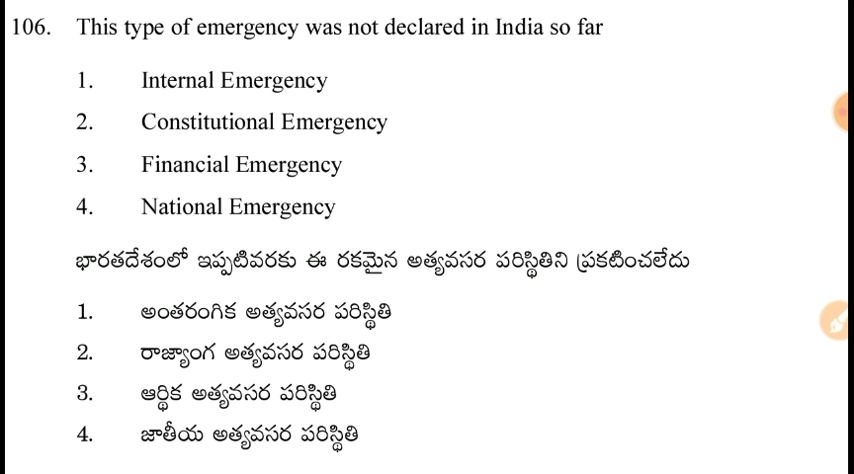 106. This type of emergency was not declared in India so far
1. Internal Emergency
2. Constitutional Emergency
3. Financial Emergency
4. National Emergency
భారతదేశంలో ఇప్పటివరకు ఈ రకమైన అత్యవసర పరిస్థితిని ప్రకటించలేదు
1. అంతరంగిక అత్యవసర పరిస్థితి
2. రాజ్యాంగ అత్యవసర పరిస్థితి
3. ఆర్థిక అత్యవసర పరిస్థితి
4. జాతీయ అత్యవసర పరిస్థితి